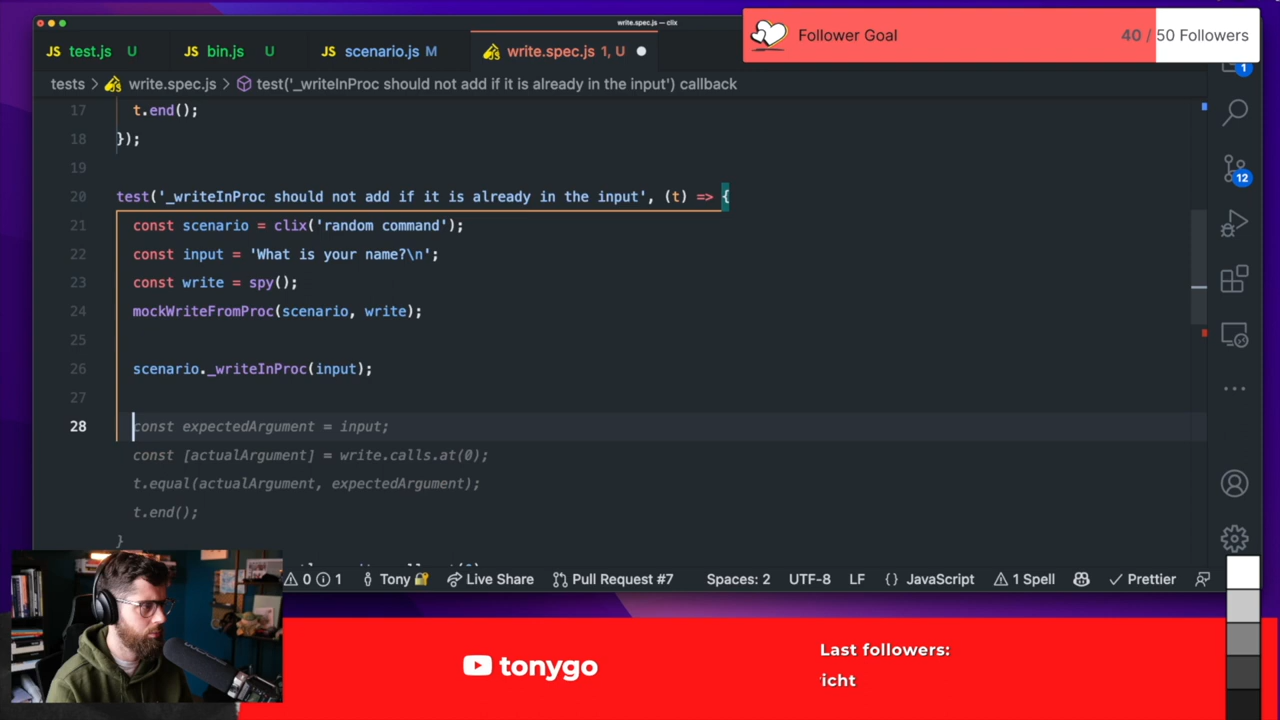 write.spec.js — clix
Follower Goal
40 / 50 Followers
JS test.js U
JS bin.js U
JS scenario.js M
write.spec.js 1, U
1
tests > write.spec.js > test('_writeInProc should not add if it is already in the input') callback
17 t.end();
18 });
19
20 test('_writeInProc should not add if it is already in the input', (t) => {
21 const scenario = clix('random command');
22 const input = 'What is your name?\n';
23 const write = spy();
24 mockWriteFromProc(scenario, write);
25
26 scenario._writeInProc(input);
27
28 const expectedArgument = input;
const [actualArgument] = write.calls.at(0);
t.equal(actualArgument, expectedArgument);
t.end();
}
12
0 1 Tony Live Share Pull Request #7 Spaces: 2 UTF-8 LF {} JavaScript 1 Spell Prettier
tonygo
Last followers:
richt